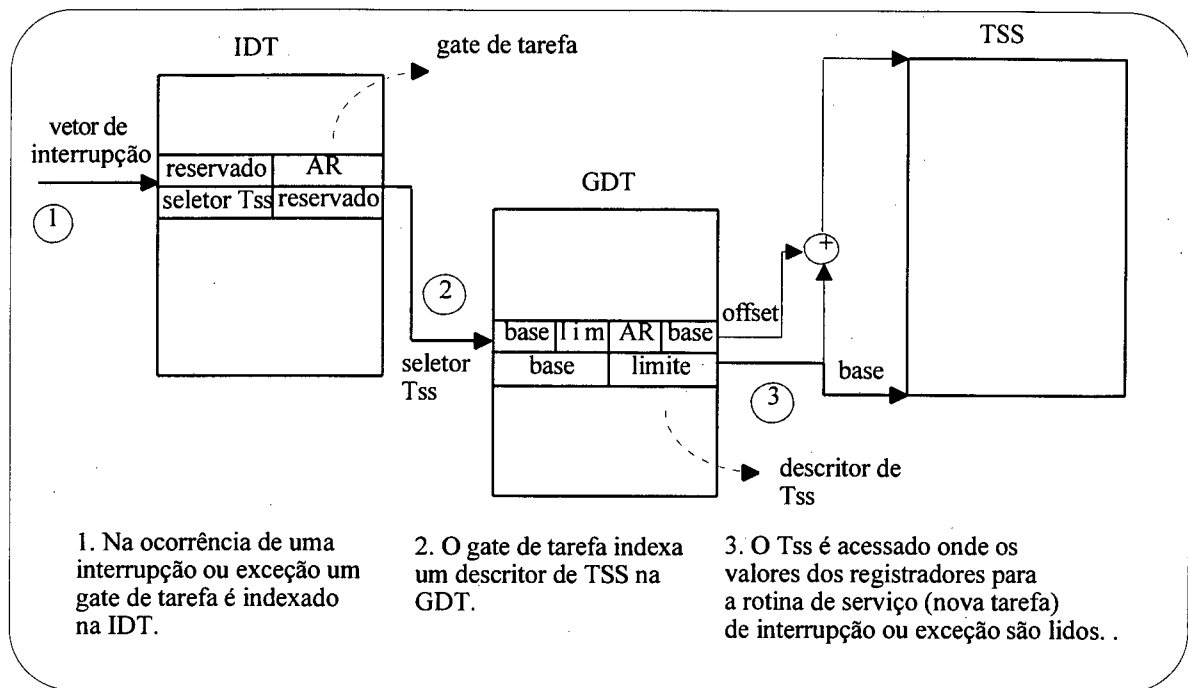 IDT
gate de tarefa
TSS
vetor de
interrupção
reservado AR
seletor Tss reservado
1
GDT
2
seletor
Tss
base l i m AR base
base limite
offset
+
base
3
descritor de
Tss
1. Na ocorrência de uma
interrupção ou exceção um
gate de tarefa é indexado
na IDT.
2. O gate de tarefa indexa
um descritor de TSS na
GDT.
3. O Tss é acessado onde os
valores dos registradores para
a rotina de serviço (nova tarefa)
de interrupção ou exceção são lidos. .